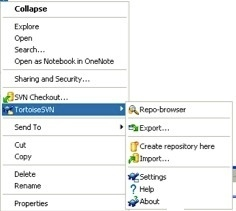 Collapse
Explore
Open
Search...
Open as Notebook in OneNote
Sharing and Security...
SVN Checkout...
TortoiseSVN
Send To
Cut
Copy
Delete
Rename
Properties
Repo-browser
Export...
Create repository here
Import...
Settings
Help
About